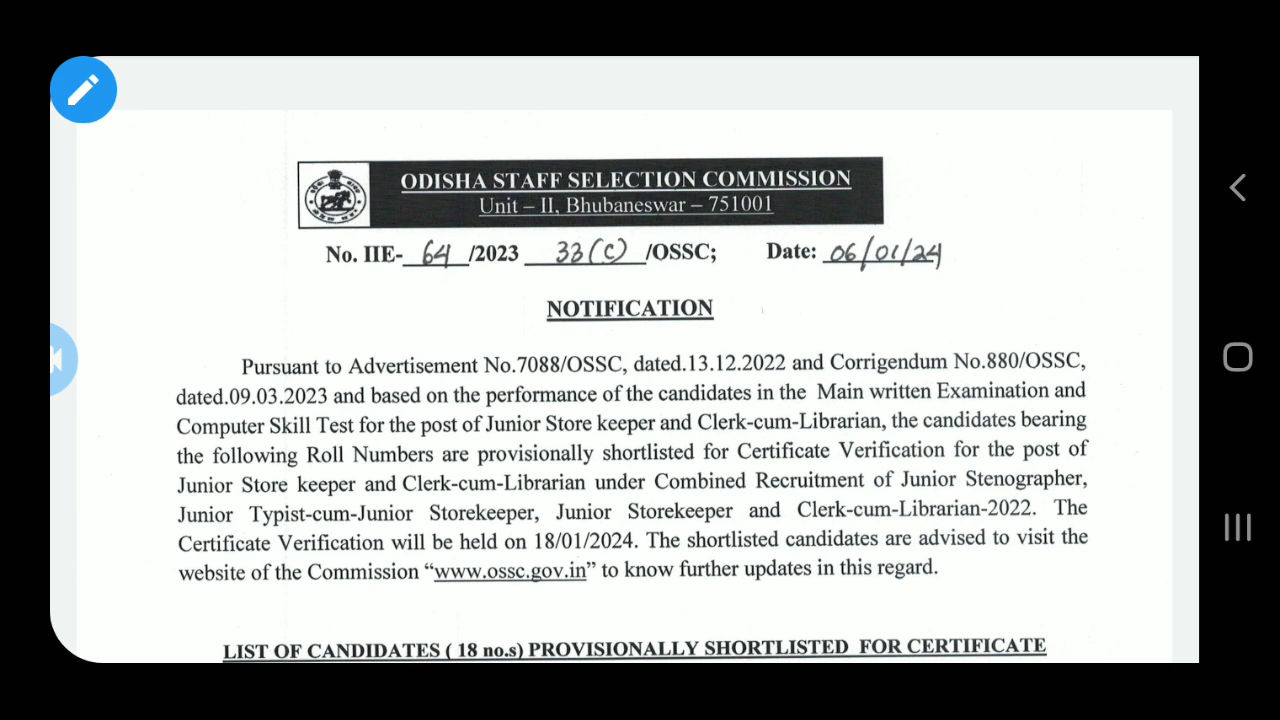 ODISHA STAFF SELECTION COMMISSION
Unit – II, Bhubaneswar – 751001
No. IIE- 64 /2023 33(C) /OSSC; Date: 06/01/24
NOTIFICATION
Pursuant to Advertisement No.7088/OSSC, dated.13.12.2022 and Corrigendum No.880/OSSC,
dated.09.03.2023 and based on the performance of the candidates in the Main written Examination and
Computer Skill Test for the post of Junior Store keeper and Clerk-cum-Librarian, the candidates bearing
the following Roll Numbers are provisionally shortlisted for Certificate Verification for the post of
Junior Store keeper and Clerk-cum-Librarian under Combined Recruitment of Junior Stenographer,
Junior Typist-cum-Junior Storekeeper, Junior Storekeeper and Clerk-cum-Librarian-2022. The
Certificate Verification will be held on 18/01/2024. The shortlisted candidates are advised to visit the
website of the Commission “www.ossc.gov.in” to know further updates in this regard.
LIST OF CANDIDATES ( 18 no.s) PROVISIONALLY SHORTLISTED FOR CERTIFICATE